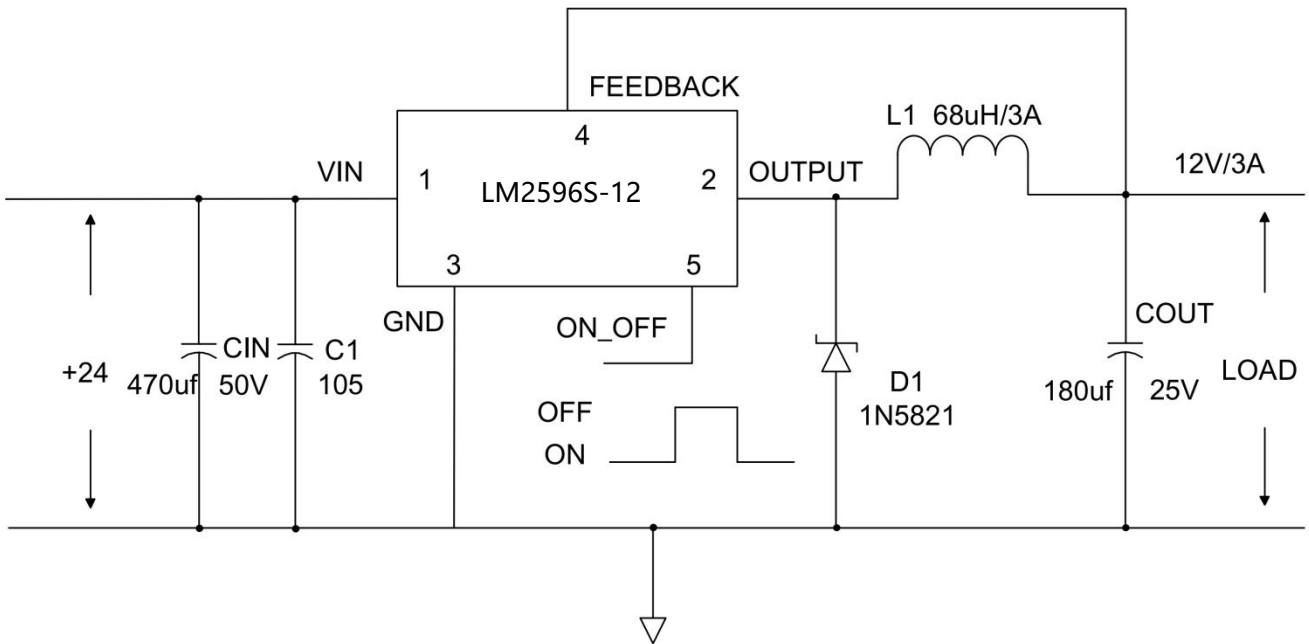 FEEDBACK
4
L1 68uH/3A
VIN
1
LM2596S-12
2
OUTPUT
12V/3A
3
5
GND
ON_OFF
COUT
+24
CIN
470uf 50V
C1
105
D1
1N5821
180uf 25V
LOAD
OFF
ON